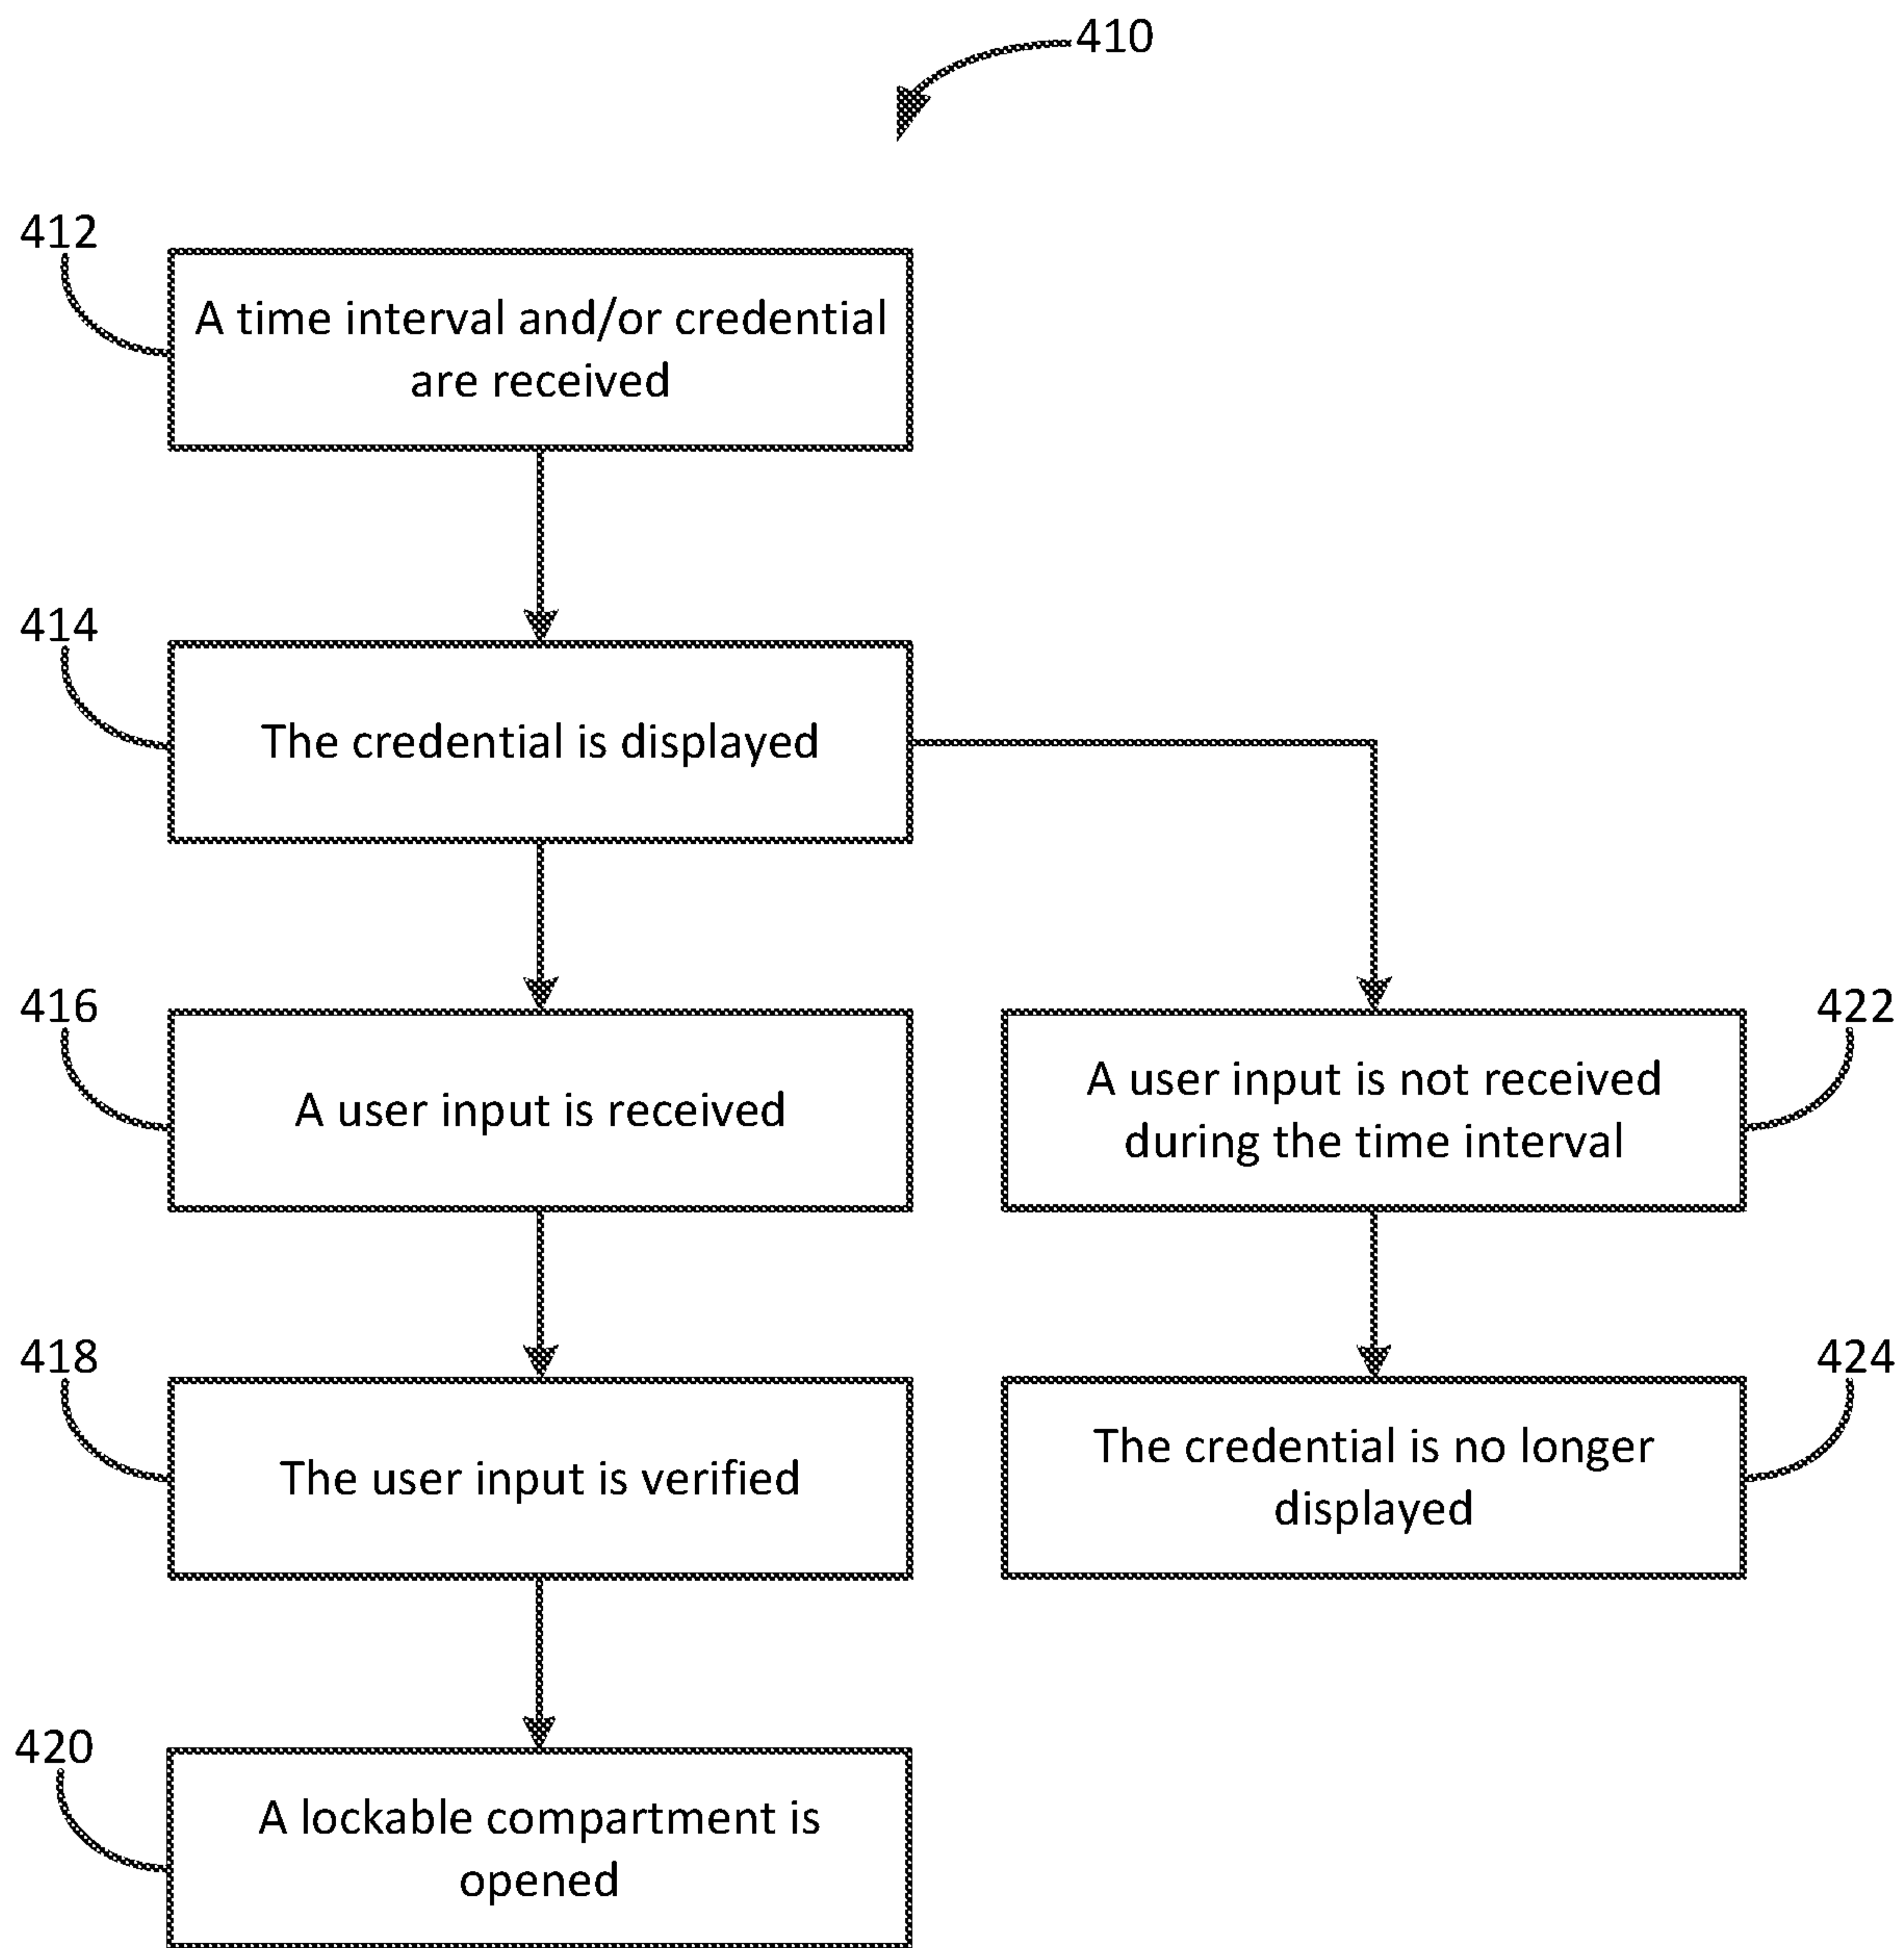 410
412
A time interval and/or credential
are received
414
The credential is displayed
416
A user input is received
422
A user input is not received
during the time interval
418
The user input is verified
424
The credential is no longer
displayed
420
A lockable compartment is
opened